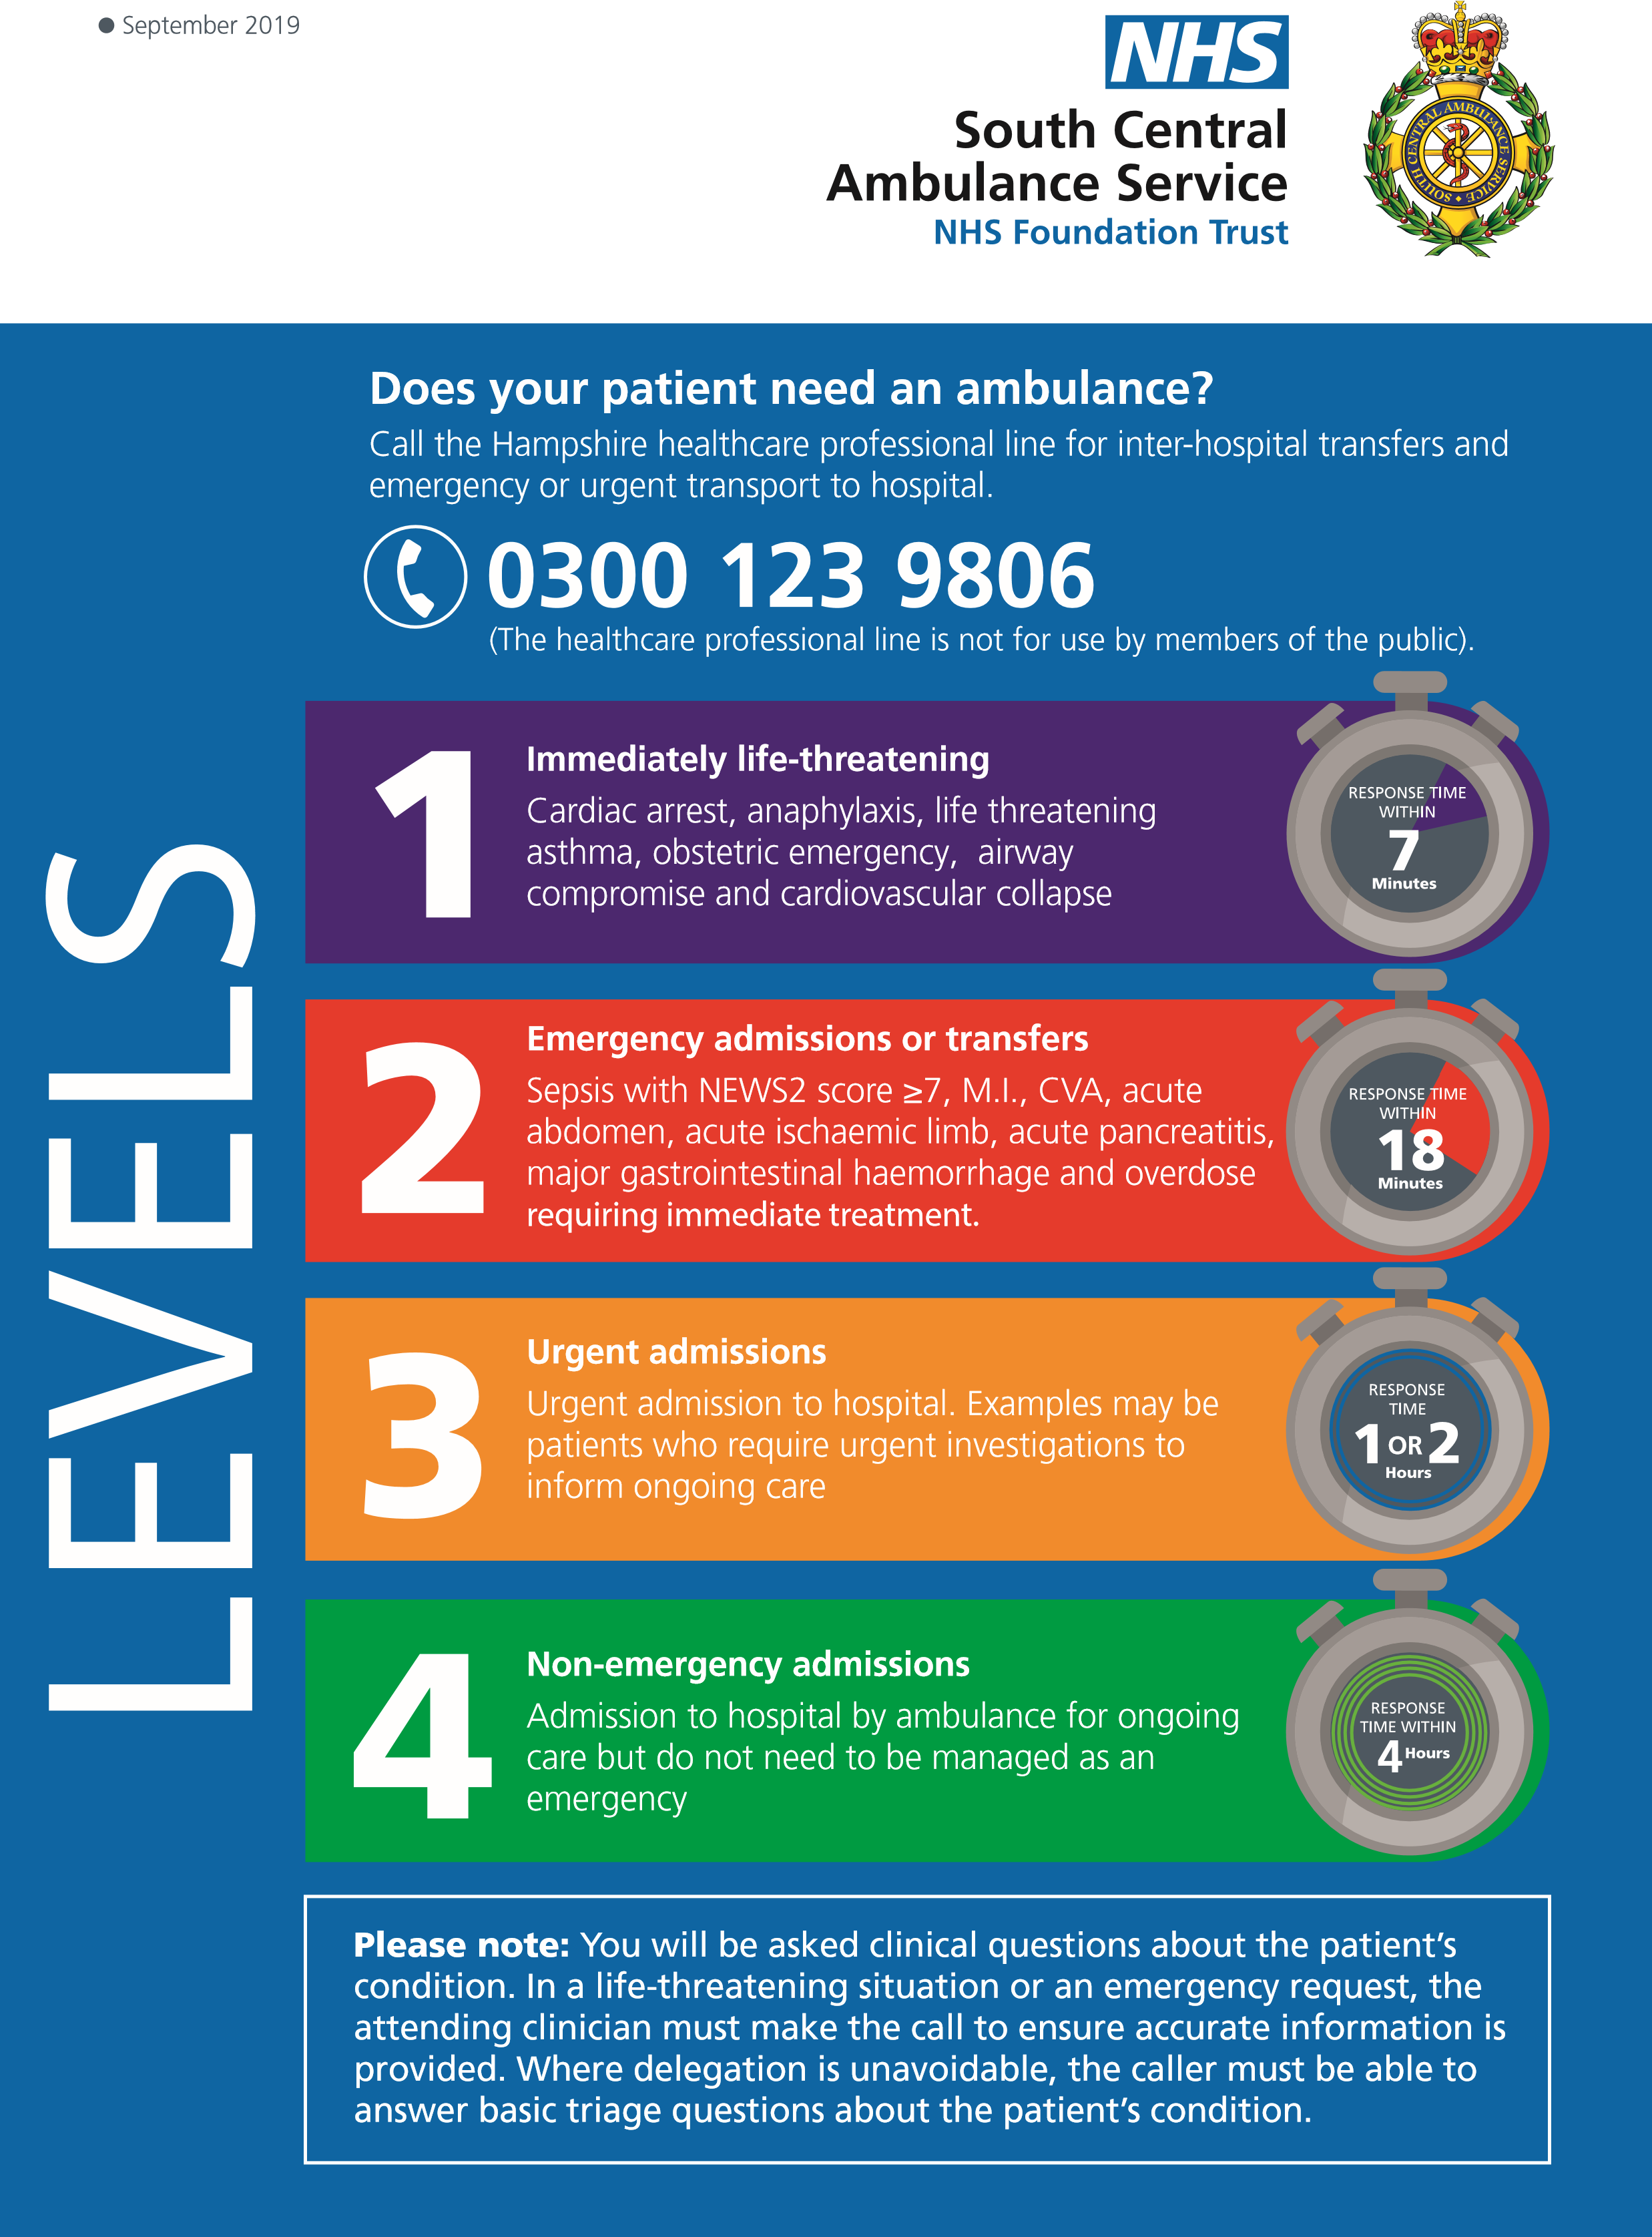 ● September 2019
NHS
South Central
Ambulance Service
NHS Foundation Trust
SOUTH CENTRAL AMBULANCE SERVICE
Does your patient need an ambulance?
Call the Hampshire healthcare professional line for inter-hospital transfers and
emergency or urgent transport to hospital.
0300 123 9806
(The healthcare professional line is not for use by members of the public).
LEVELS
1
Immediately life-threatening
Cardiac arrest, anaphylaxis, life threatening
asthma, obstetric emergency, airway
compromise and cardiovascular collapse
RESPONSE TIME
WITHIN
7
Minutes
2
Emergency admissions or transfers
Sepsis with NEWS2 score ≥7, M.I., CVA, acute
abdomen, acute ischaemic limb, acute pancreatitis,
major gastrointestinal haemorrhage and overdose
requiring immediate treatment.
RESPONSE TIME
WITHIN
18
Minutes
3
Urgent admissions
Urgent admission to hospital. Examples may be
patients who require urgent investigations to
inform ongoing care
RESPONSE
TIME
1 OR 2
Hours
4
Non-emergency admissions
Admission to hospital by ambulance for ongoing
care but do not need to be managed as an
emergency
RESPONSE
TIME WITHIN
4 Hours
Please note: You will be asked clinical questions about the patient’s
condition. In a life-threatening situation or an emergency request, the
attending clinician must make the call to ensure accurate information is
provided. Where delegation is unavoidable, the caller must be able to
answer basic triage questions about the patient’s condition.